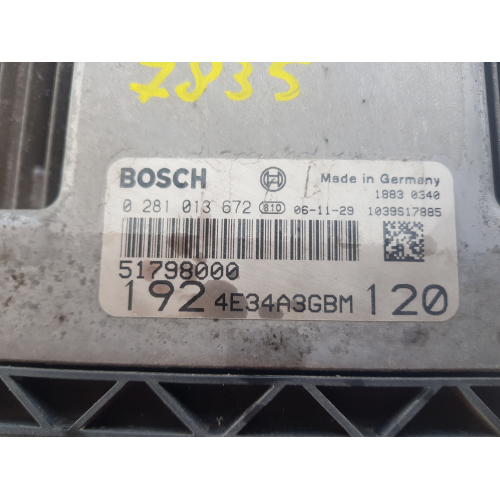 7835
BOSCH Made in Germany
1883 0340
0 281 013 672 810 06-11-29 1039S17885
51798000
192 4E34A3GBM 120